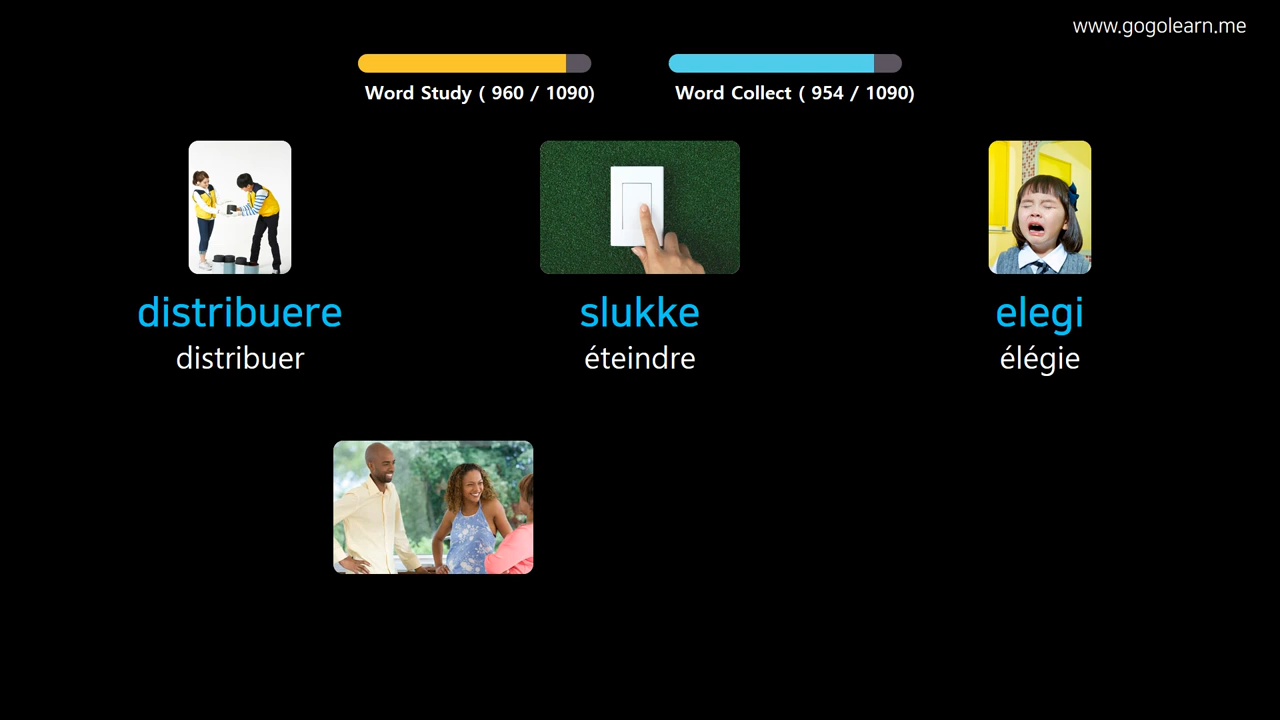 www.gogolearn.me
Word Study ( 960 / 1090)
Word Collect ( 954 / 1090)
distribuere
distribuer
slukke
éteindre
elegi
élégie